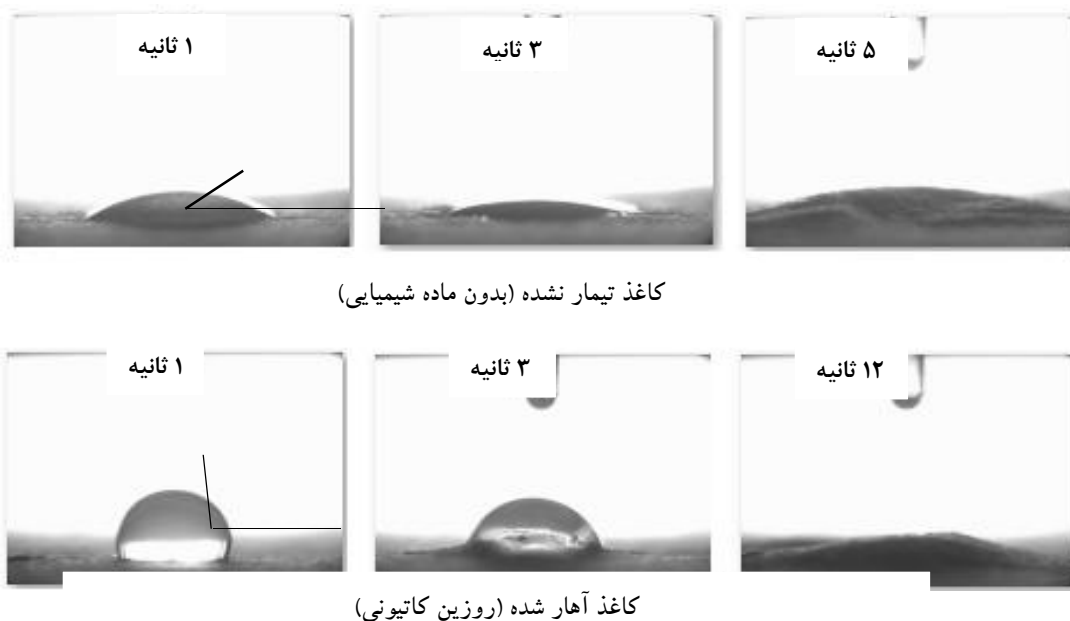 ۱ ثانیه
۳ ثانیه
۵ ثانیه
کاغذ تیمار نشده (بدون ماده شیمیایی)
۱ ثانیه
۳ ثانیه
۱۲ ثانیه
کاغذ آهار شده (روزین کاتیونی)